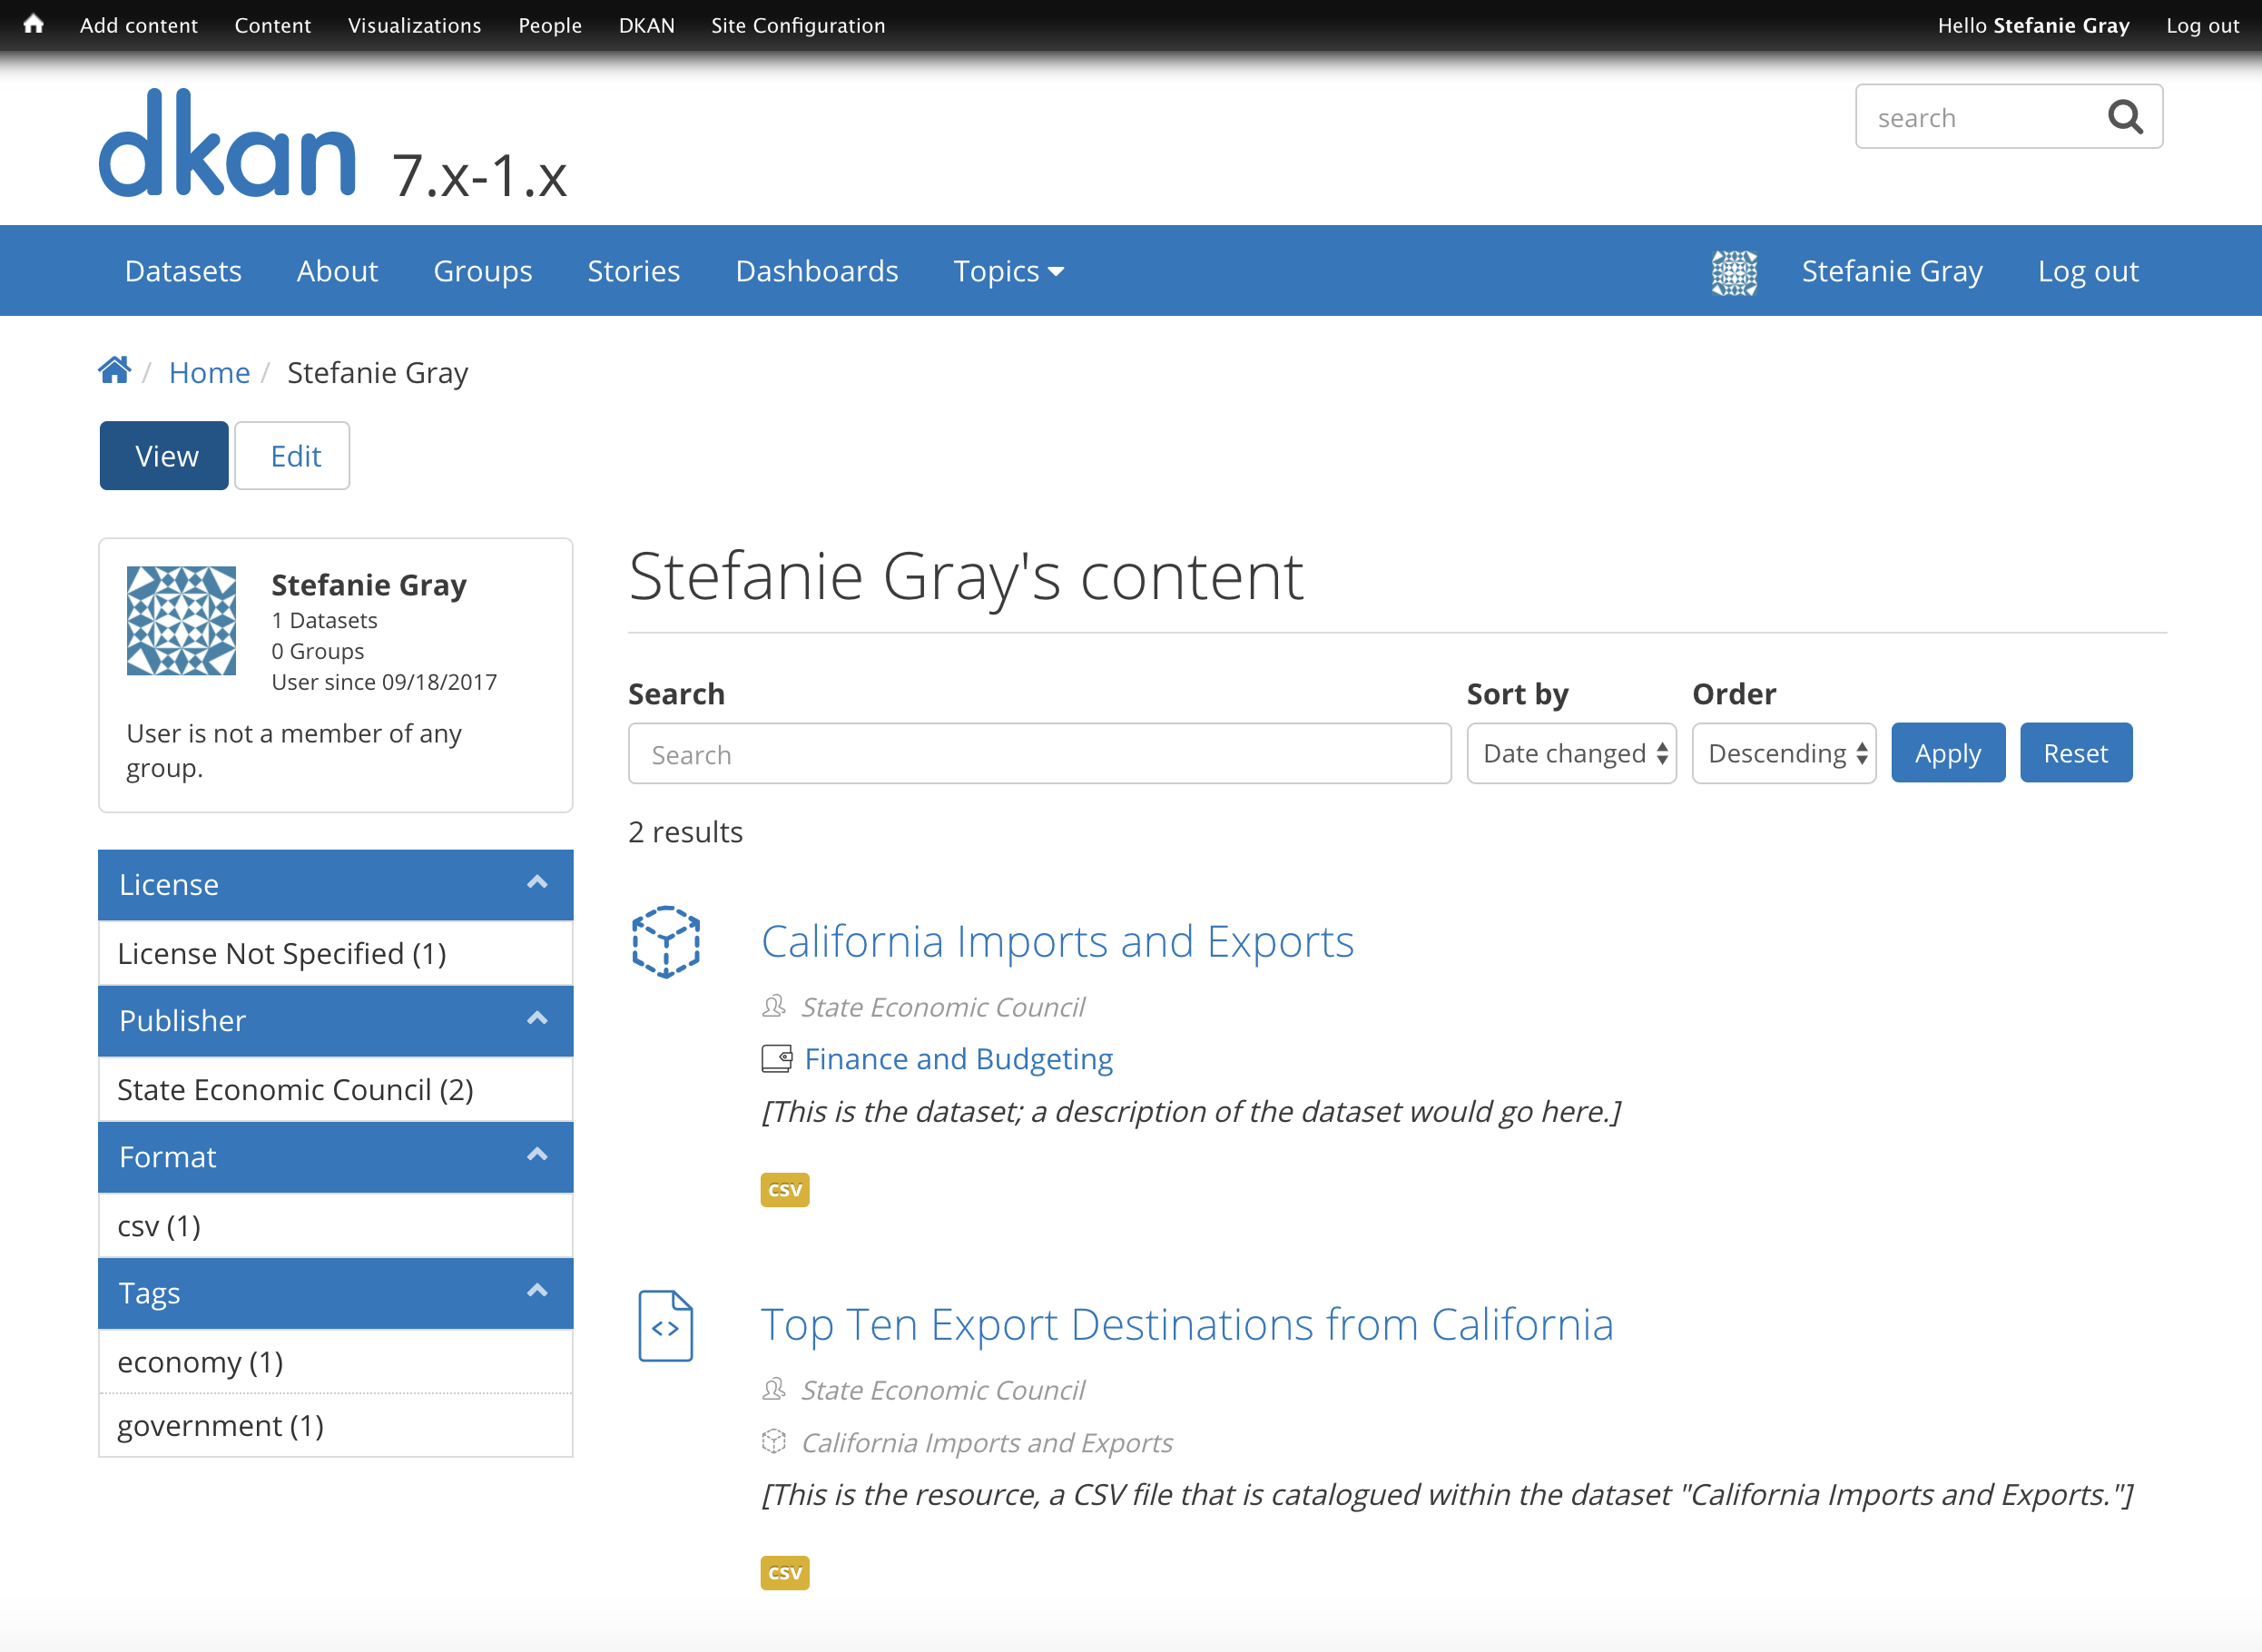 Add content Content Visualizations People DKAN Site Configuration Hello Stefanie Gray Log out
dkan 7.x-1.x
search
Datasets About Groups Stories Dashboards Topics Stefanie Gray Log out
/ Home / Stefanie Gray
View Edit
Stefanie Gray
1 Datasets
0 Groups
User since 09/18/2017
User is not a member of any
group.
License
License Not Specified (1)
Publisher
State Economic Council (2)
Format
csv (1)
Tags
economy (1)
government (1)
Stefanie Gray's content
Search Sort by Order
Search Date changed Descending Apply Reset
2 results
California Imports and Exports
State Economic Council
Finance and Budgeting
[This is the dataset; a description of the dataset would go here.]
csv
Top Ten Export Destinations from California
State Economic Council
California Imports and Exports
[This is the resource, a CSV file that is catalogued within the dataset "California Imports and Exports."]
csv